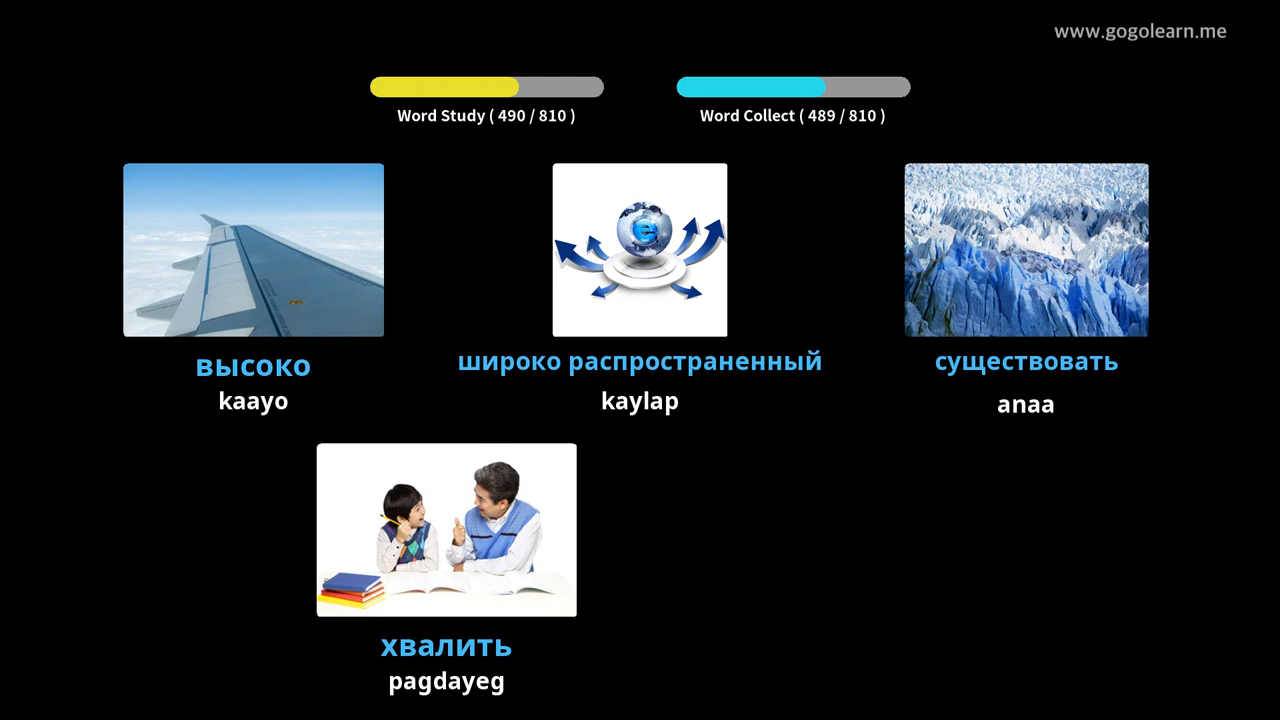 www.gogolearn.me
Word Study ( 490 / 810 )
Word Collect ( 489 / 810 )
высоко
kaayo
широко распространенный
kaylap
существовать
anaa
хвалить
pagdayeg